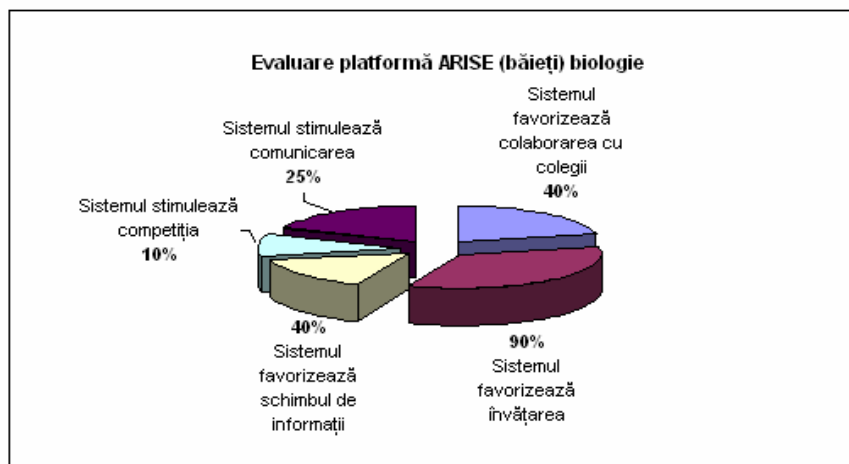 Evaluare platformă ARISE (băieți) biologie
Sistemul
favorizează
colaborarea cu
colegii
40%
Sistemul stimulează
comunicarea
25%
Sistemul stimulează
competiția
10%
40%
Sistemul
favorizează
schimbul de
informații
90%
Sistemul
favorizează
învățarea